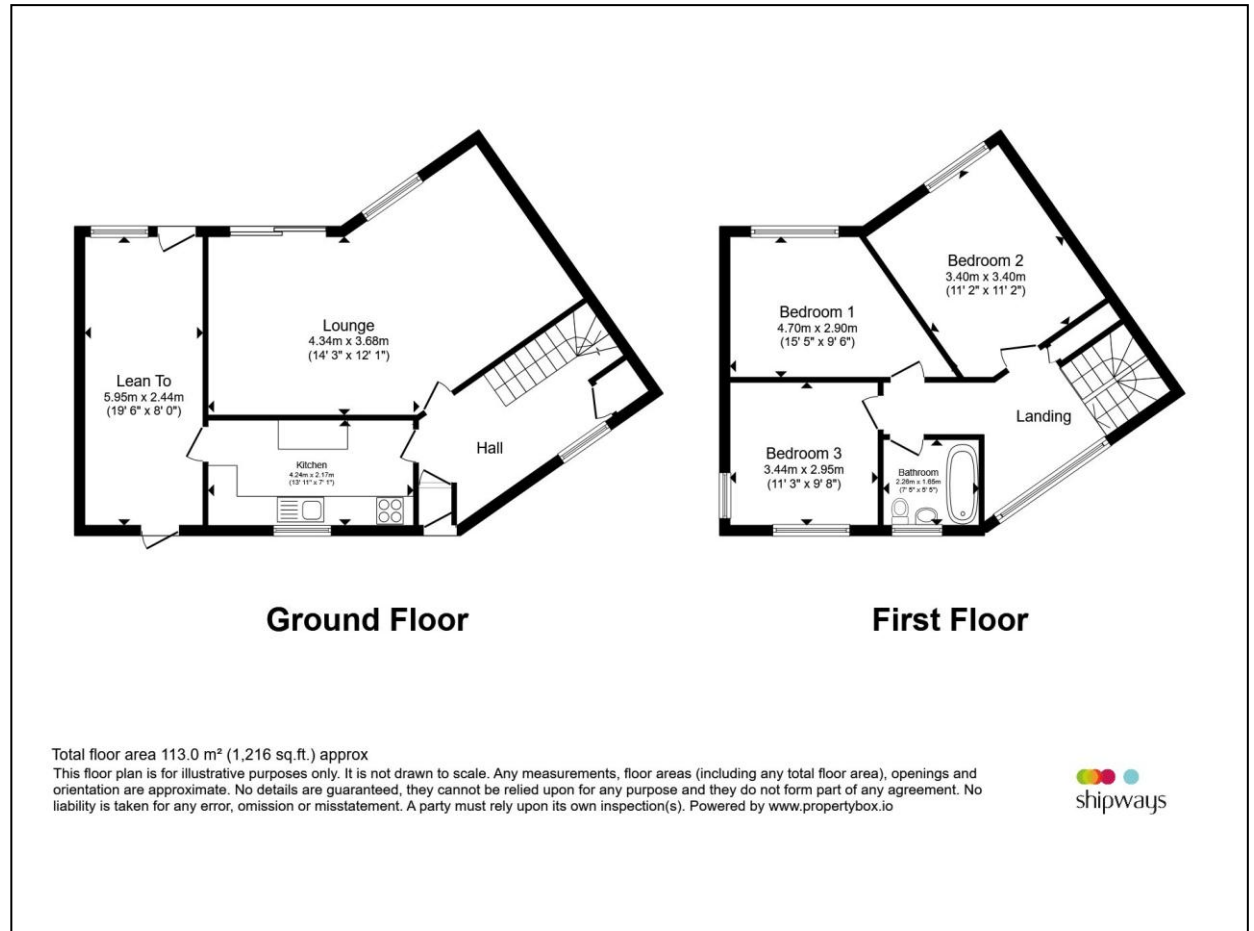 Lounge
4.34m x 3.68m
(14' 3" x 12' 1")
Lean To
5.95m x 2.44m
(19' 6" x 8' 0")
Kitchen
4.24m x 2.17m
(13' 11" x 7' 1")
Hall
Ground Floor
Bedroom 2
3.40m x 3.40m
(11' 2" x 11' 2")
Bedroom 1
4.70m x 2.90m
(15' 5" x 9' 6")
Landing
Bedroom 3
3.44m x 2.95m
(11' 3" x 9' 8")
Bathroom
2.26m x 1.65m
(7' 5" x 5' 5")
First Floor
Total floor area 113.0 m² (1,216 sq.ft.) approx
This floor plan is for illustrative purposes only. It is not drawn to scale. Any measurements, floor areas (including any total floor area), openings and
orientation are approximate. No details are guaranteed, they cannot be relied upon for any purpose and they do not form part of any agreement. No
liability is taken for any error, omission or misstatement. A party must rely upon its own inspection(s). Powered by www.propertybox.io
shipways